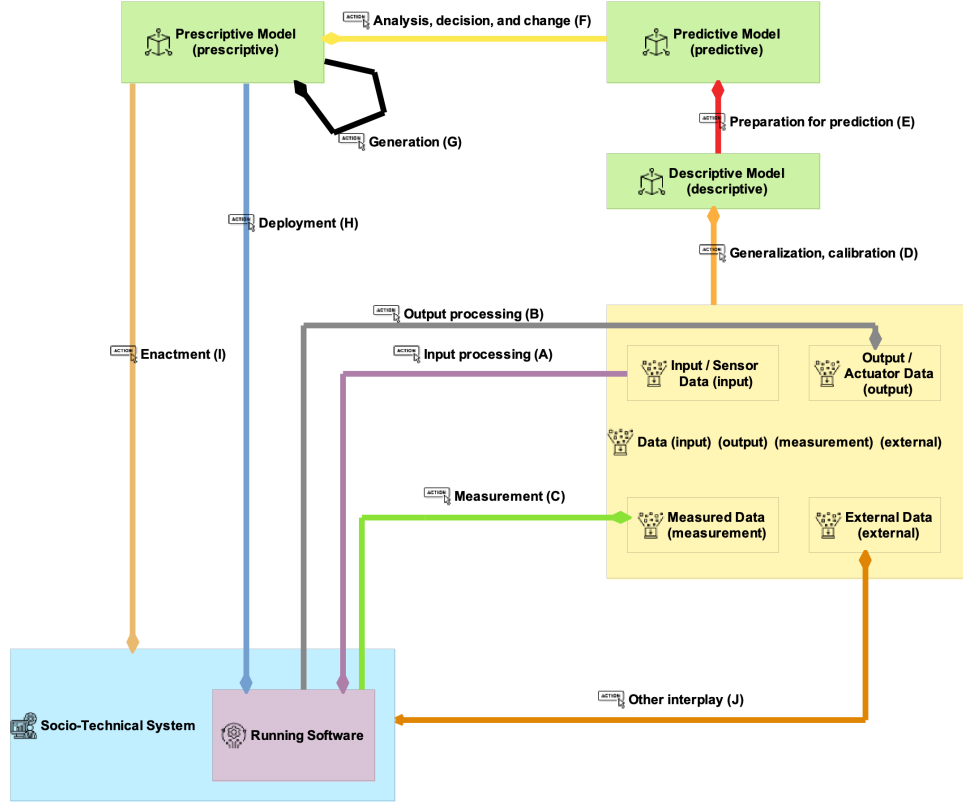 ACTION
Analysis, decision, and change (F)
Prescriptive Model
(prescriptive)
Predictive Model
(predictive)
ACTION
Preparation for prediction (E)
ACTION
Generation (G)
Descriptive Model
(descriptive)
ACTION
Deployment (H)
ACTION
Generalization, calibration (D)
ACTION
Output processing (B)
ACTION
Enactment (I)
ACTION
Input processing (A)
Input / Sensor
Data (input)
Output /
Actuator Data
(output)
Data (input) (output) (measurement) (external)
ACTION
Measurement (C)
Measured Data
(measurement)
External Data
(external)
ACTION
Other interplay (J)
Socio-Technical System
Running Software